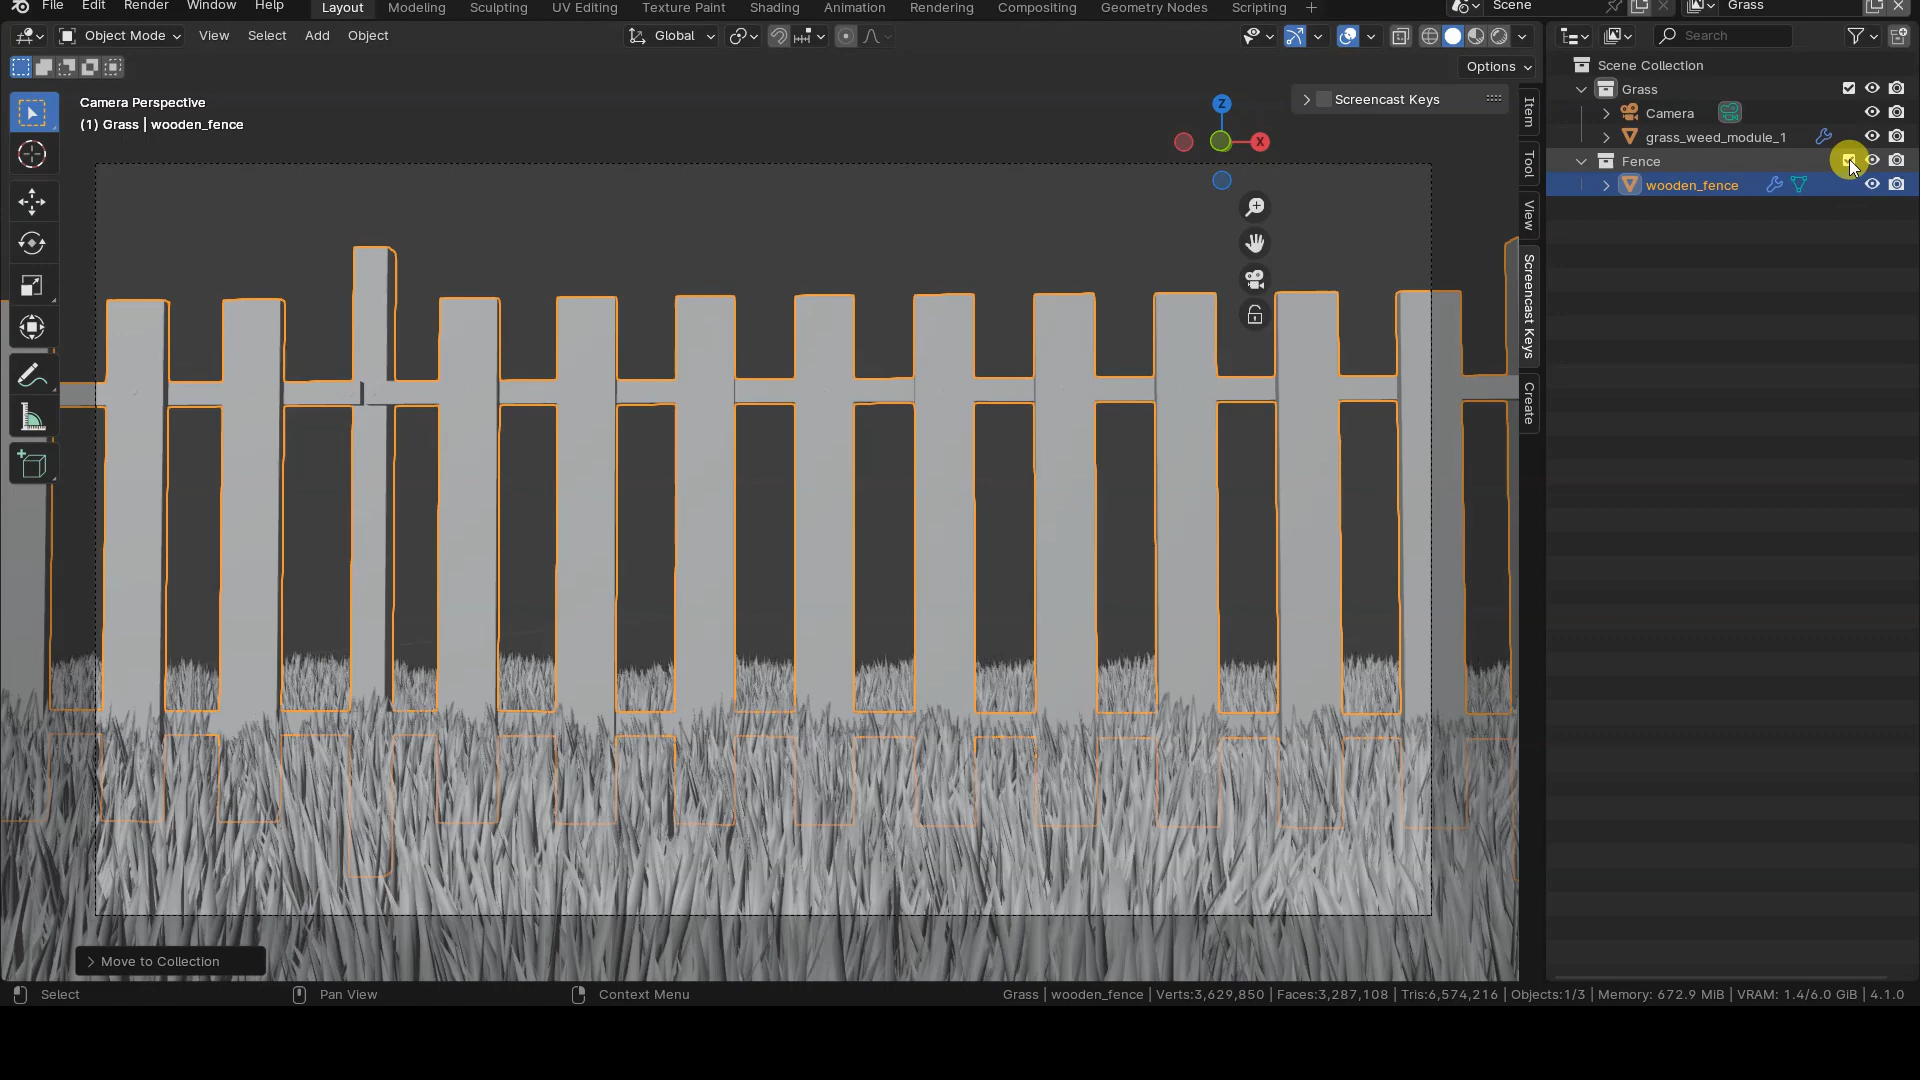 File Edit Render Window Help Layout Modeling Sculpting UV Editing Texture Paint Shading Animation Rendering Compositing Geometry Nodes Scripting + Scene Grass
Object Mode View Select Add Object Global Search
Options
Scene Collection
Grass
Camera
grass_weed_module_1
Fence
wooden_fence
Camera Perspective
(1) Grass | wooden_fence
Screencast Keys
Z
X
Item
Tool
View
Screencast Keys
Create
Move to Collection
Select Pan View Context Menu Grass | wooden_fence | Verts:3,629,850 | Faces:3,287,108 | Tris:6,574,216 | Objects:1/3 | Memory: 672.9 MiB | VRAM: 1.4/6.0 GiB | 4.1.0